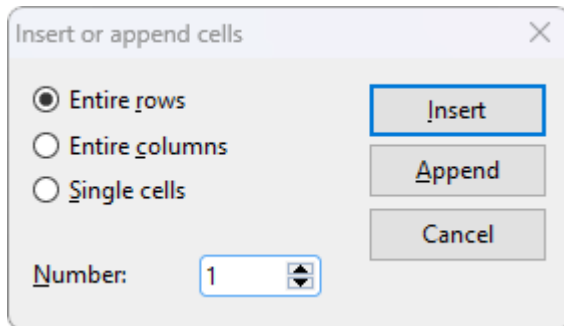 Insert or append cells
Entire rows
Insert
Entire columns
Append
Single cells
Cancel
Number: 1